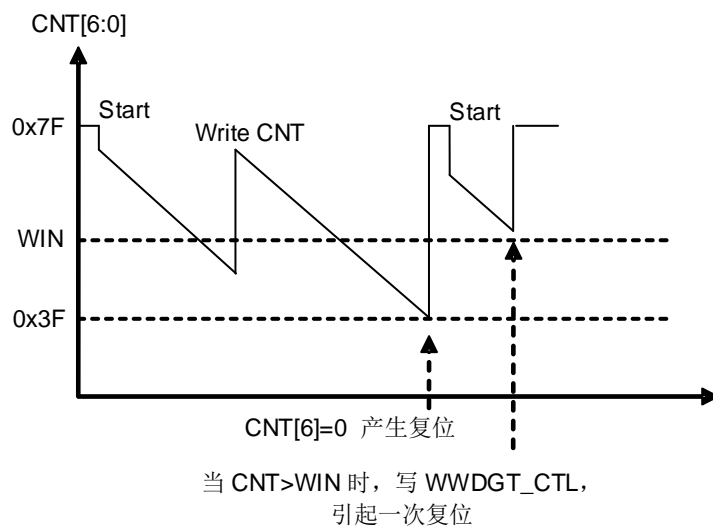 CNT[6:0]
0x7F
Start
Write CNT
Start
WIN
0x3F
CNT[6]=0 产生复位
当 CNT>WIN 时，写 WWDGT_CTL，
引起一次复位